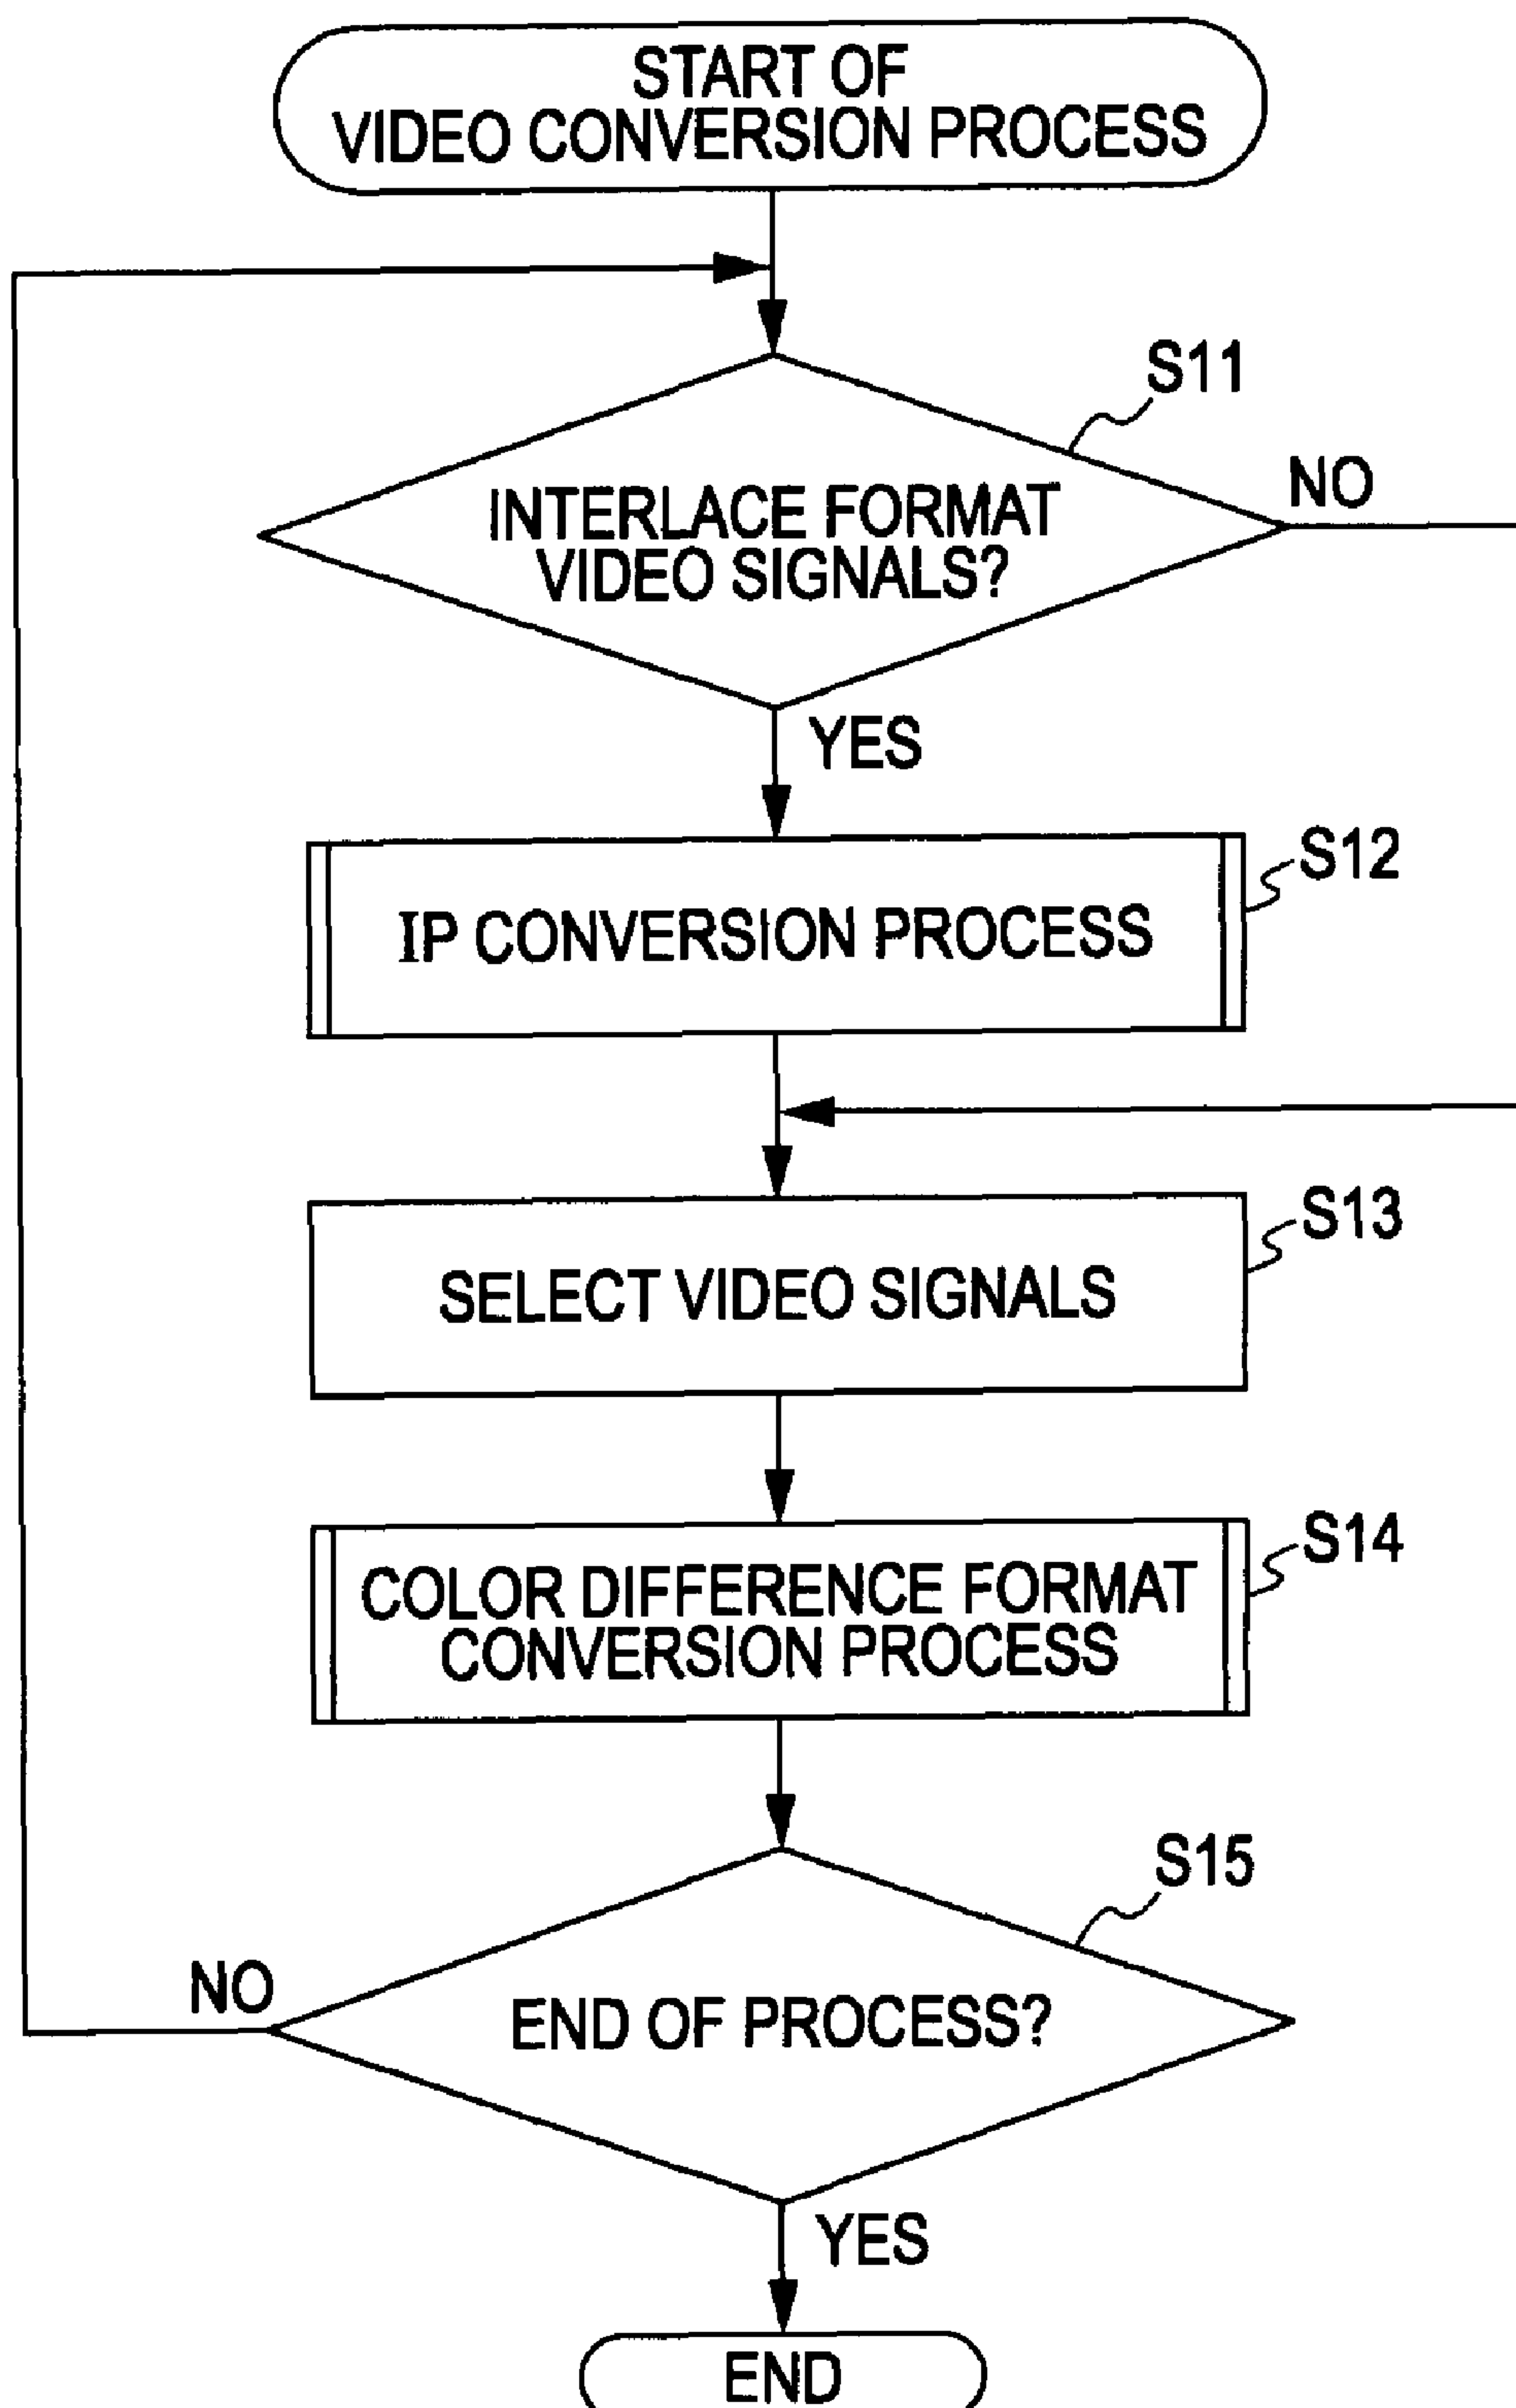 START OF
VIDEO CONVERSION PROCESS
S11
INTERLACE FORMAT
VIDEO SIGNALS?
NO
YES
S12
IP CONVERSION PROCESS
S13
SELECT VIDEO SIGNALS
S14
COLOR DIFFERENCE FORMAT
CONVERSION PROCESS
S15
NO
END OF PROCESS?
YES
END